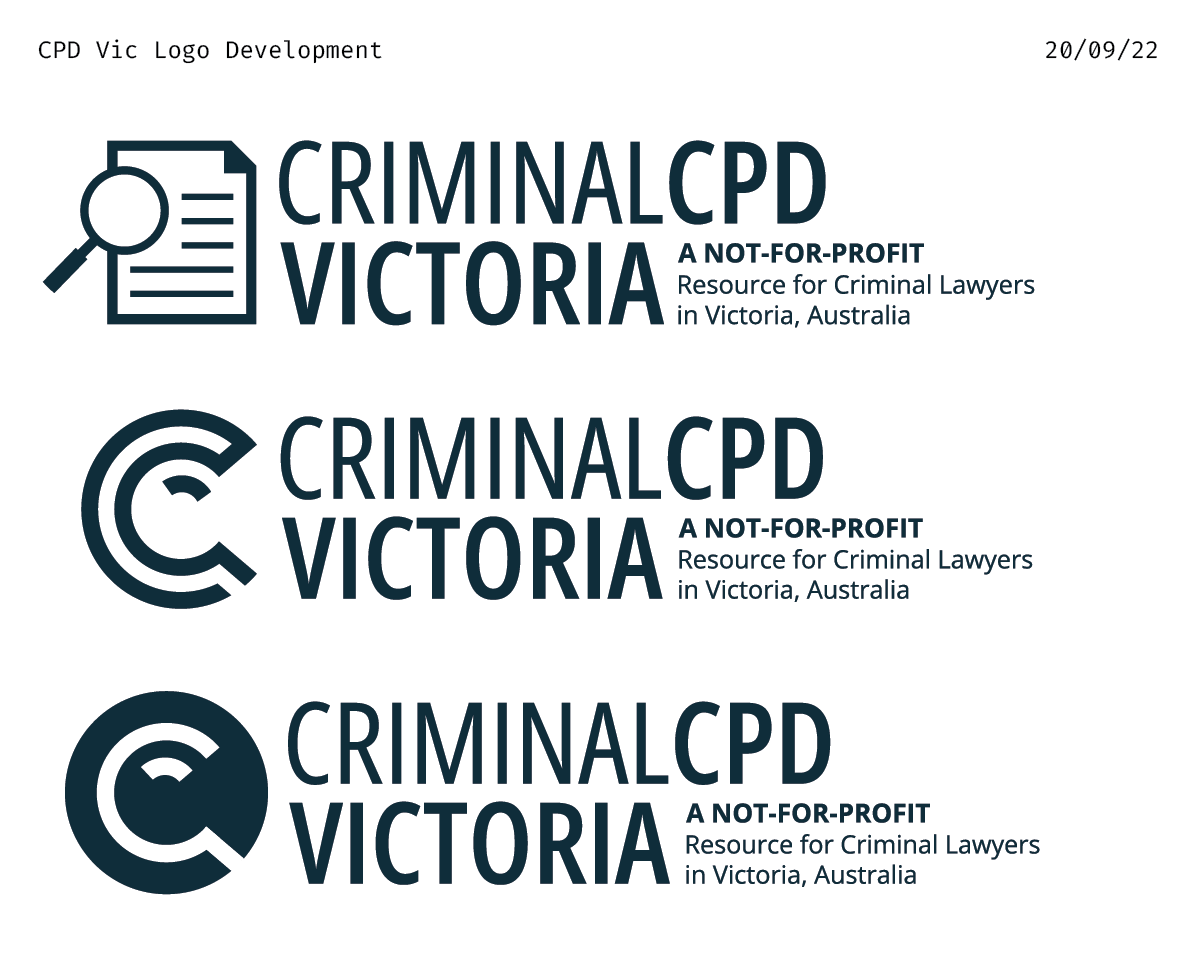 CPD Vic Logo Development 20/09/22
CRIMINALCPD
VICTORIA
A NOT-FOR-PROFIT
Resource for Criminal Lawyers
in Victoria, Australia
CRIMINALCPD
VICTORIA
A NOT-FOR-PROFIT
Resource for Criminal Lawyers
in Victoria, Australia
CRIMINALCPD
VICTORIA
A NOT-FOR-PROFIT
Resource for Criminal Lawyers
in Victoria, Australia